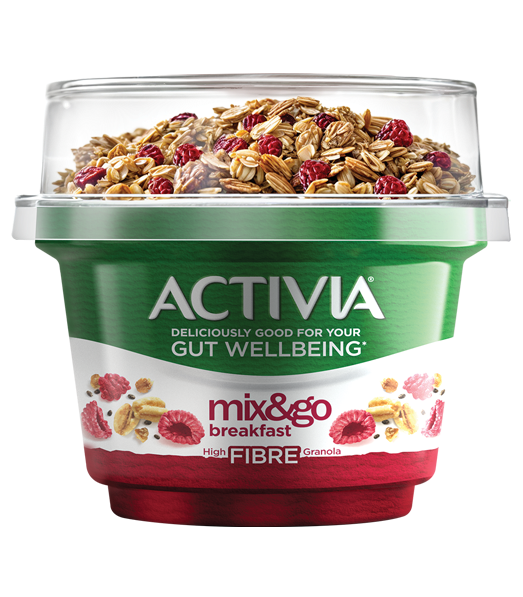 ACTIVIA®
DELICIOUSLY GOOD FOR YOUR
GUT WELLBEING*
mix&go
breakfast
High FIBRE Granola